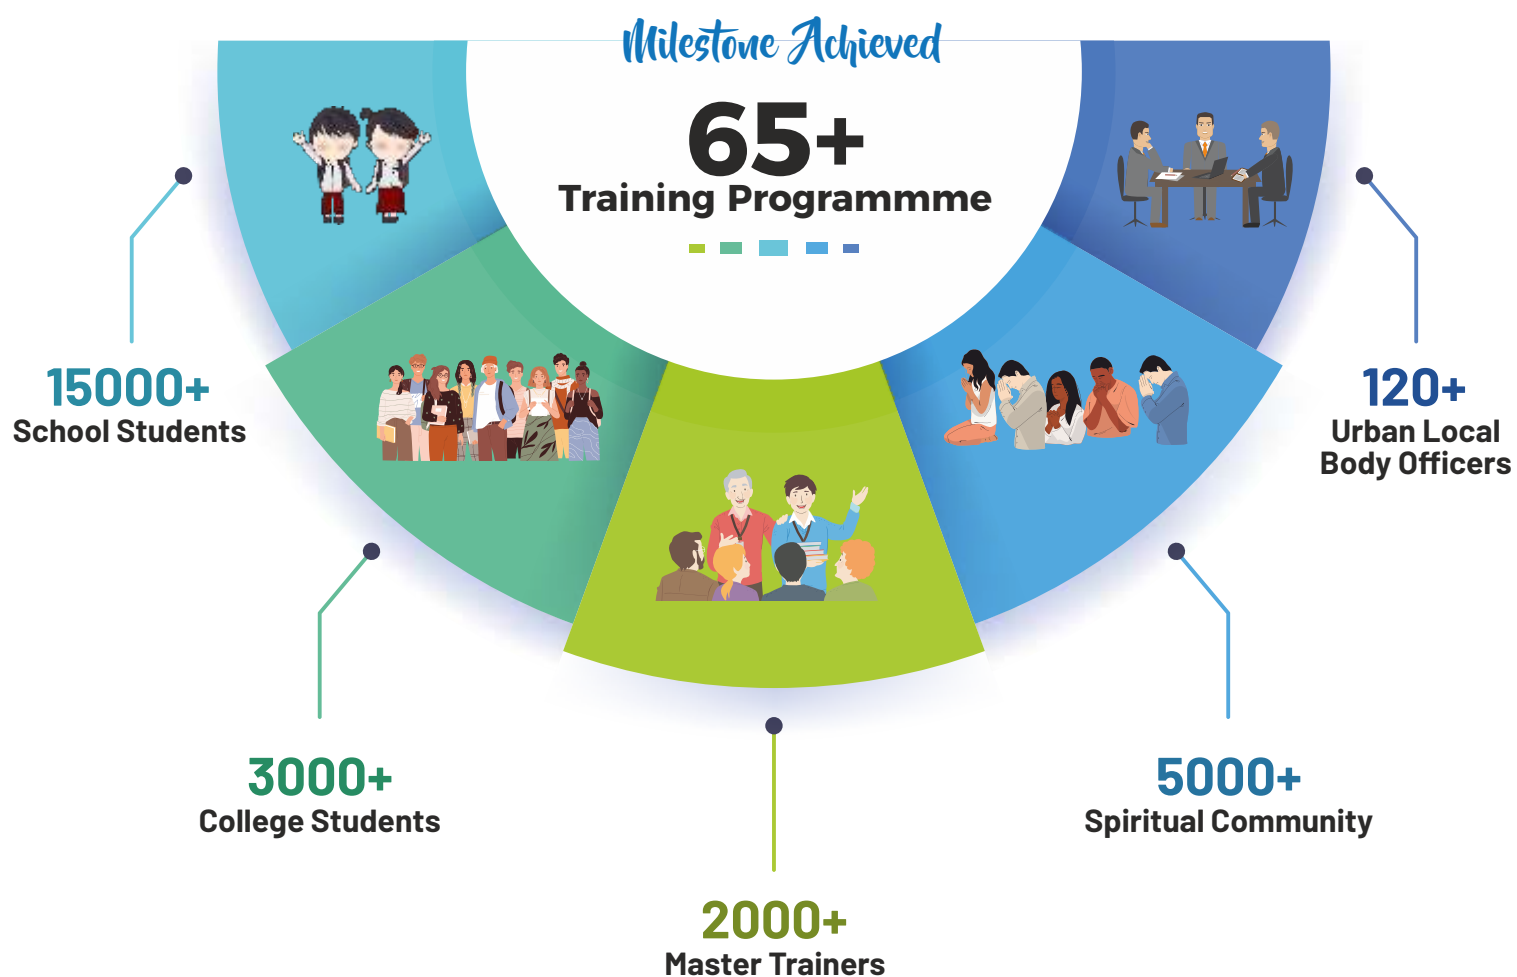 Milestone Achieved
65+
Training Programmme
15000+
School Students
3000+
College Students
2000+
Master Trainers
5000+
Spiritual Community
120+
Urban Local
Body Officers